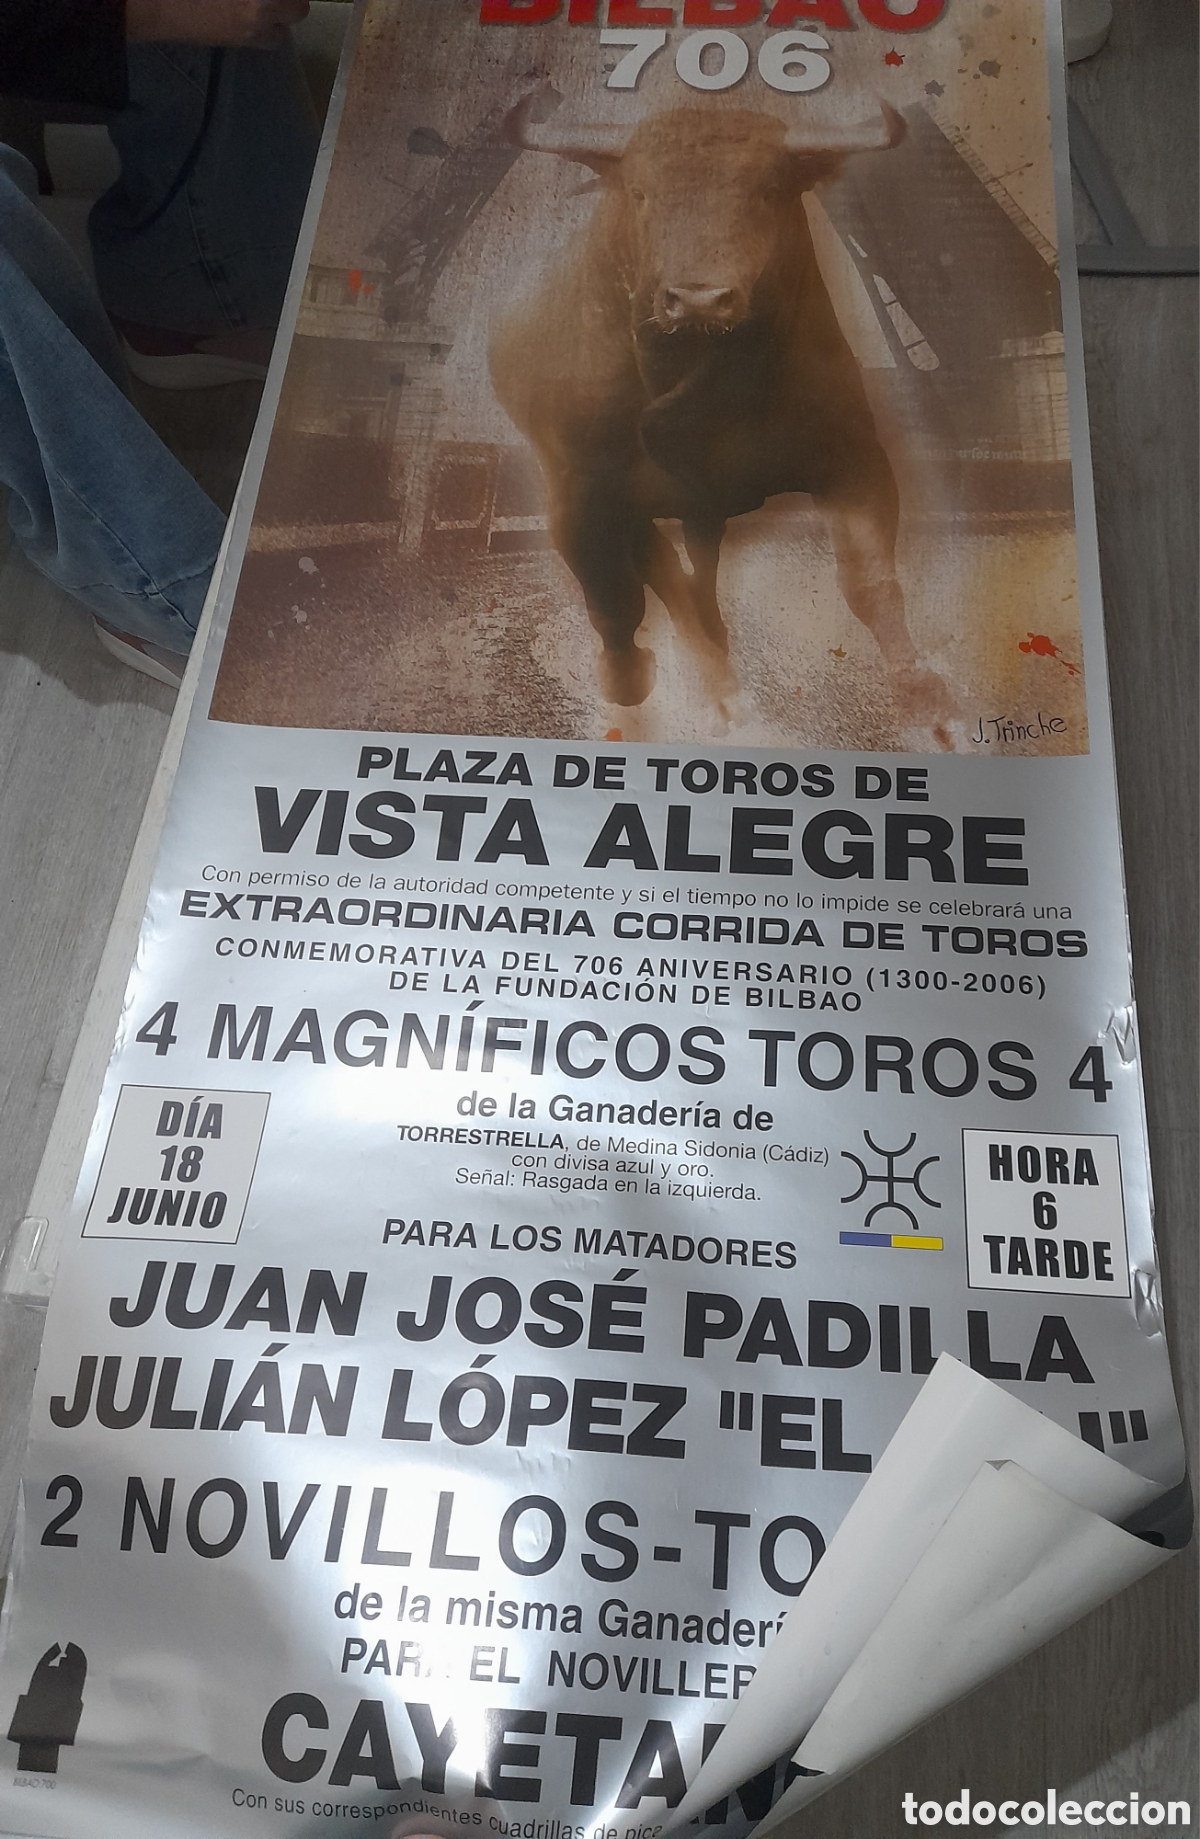 BILBAO
706
J. Trinche
PLAZA DE TOROS DE
VISTA ALEGRE
Con permiso de la autoridad competente y si el tiempo no lo impide se celebrará una
EXTRAORDINARIA CORRIDA DE TOROS
CONMEMORATIVA DEL 706 ANIVERSARIO (1300-2006)
DE LA FUNDACIÓN DE BILBAO
4 MAGNÍFICOS TOROS 4
de la Ganadería de
TORRESTRELLA, de Medina Sidonia (Cádiz)
con divisa azul y oro.
Señal: Rasgada en la izquierda.
DÍA
18
JUNIO
HORA
6
TARDE
PARA LOS MATADORES
JUAN JOSÉ PADILLA
JULIÁN LÓPEZ "EL
2 NOVILLOS-TO
de la misma Ganaderí
PARA EL NOVILLER
CAYETAN
Con sus correspondientes cuadrillas de pica
BILBAO 700
todocoleccion